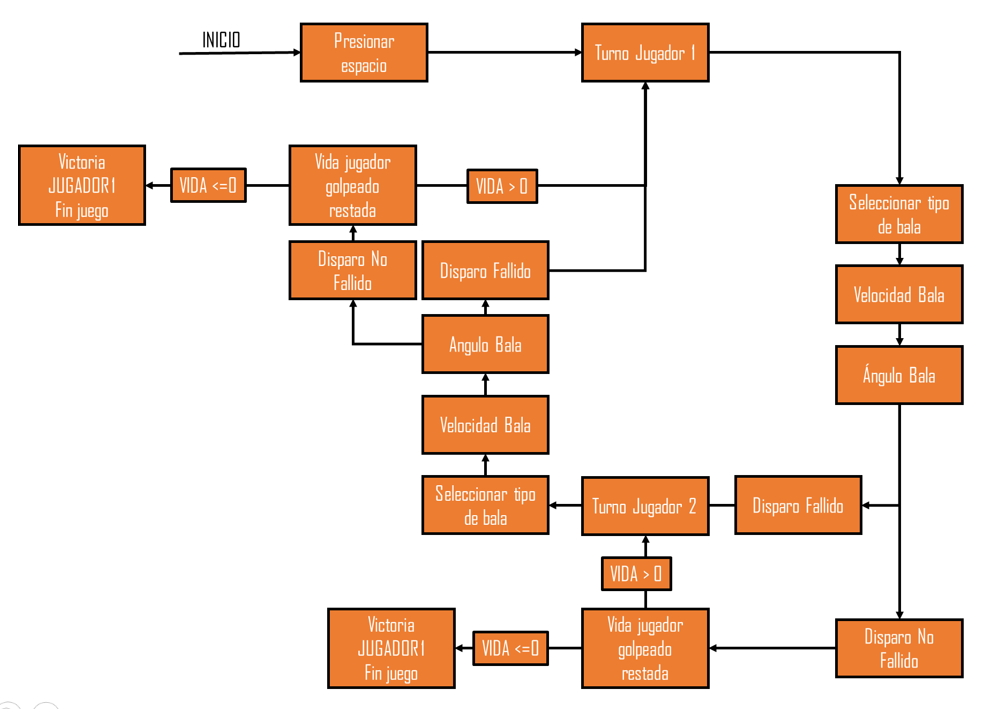 INICIO
Presionar
espacio
Turno Jugador 1
Victoria
JUGADOR1
Fin juego
VIDA <=0
Vida jugador
golpeado
restada
VIDA > 0
Seleccionar tipo
de bala
Disparo No
Fallido
Disparo Fallido
Velocidad Bala
Angulo Bala
Ángulo Bala
Velocidad Bala
Seleccionar tipo
de bala
Turno Jugador 2
Disparo Fallido
VIDA > 0
Victoria
JUGADOR1
Fin juego
VIDA <=0
Vida jugador
golpeado
restada
Disparo No
Fallido